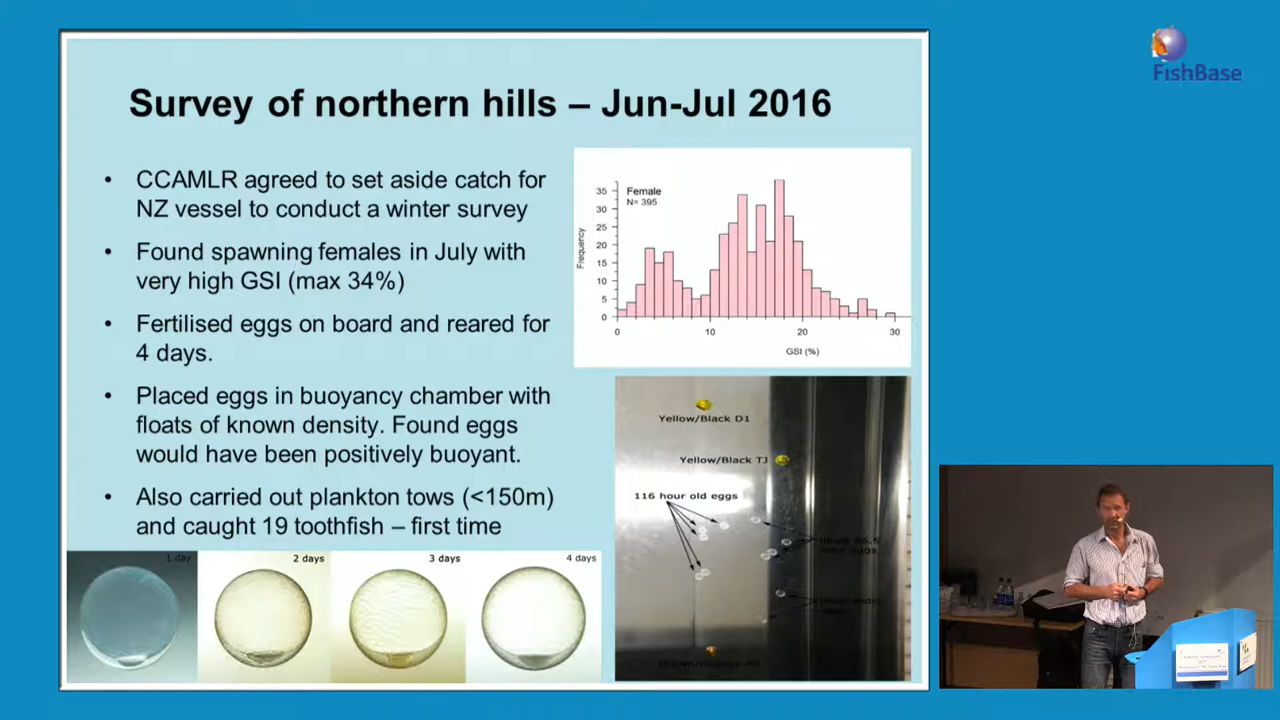 FishBase
Survey of northern hills – Jun-Jul 2016
• CCAMLR agreed to set aside catch for
NZ vessel to conduct a winter survey
• Found spawning females in July with
very high GSI (max 34%)
• Fertilised eggs on board and reared for
4 days.
• Placed eggs in buoyancy chamber with
floats of known density. Found eggs
would have been positively buoyant.
• Also carried out plankton tows (<150m)
and caught 19 toothfish – first time
Female
N= 395
Frequency
35
30
25
20
15
10
5
0
0 10 20 30
GSI (%)
Yellow/Black D1
Yellow/Black TJ
116 hour old eggs
1 day
2 days
3 days
4 days